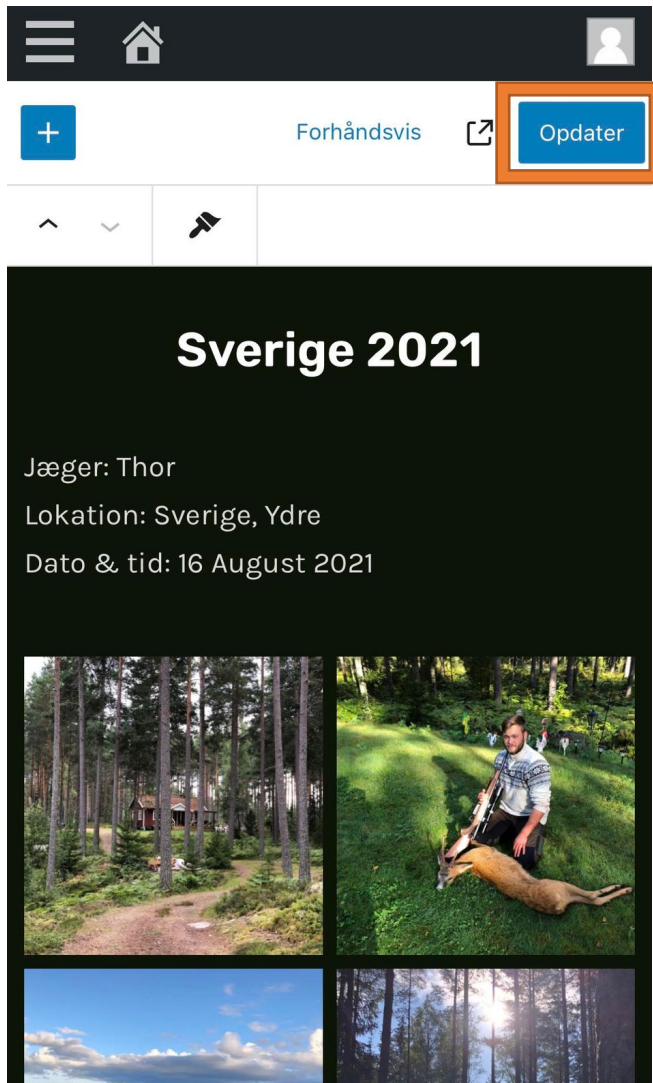 Forhåndsvis
Opdater
Sverige 2021
Jæger: Thor
Lokation: Sverige, Ydre
Dato & tid: 16 August 2021